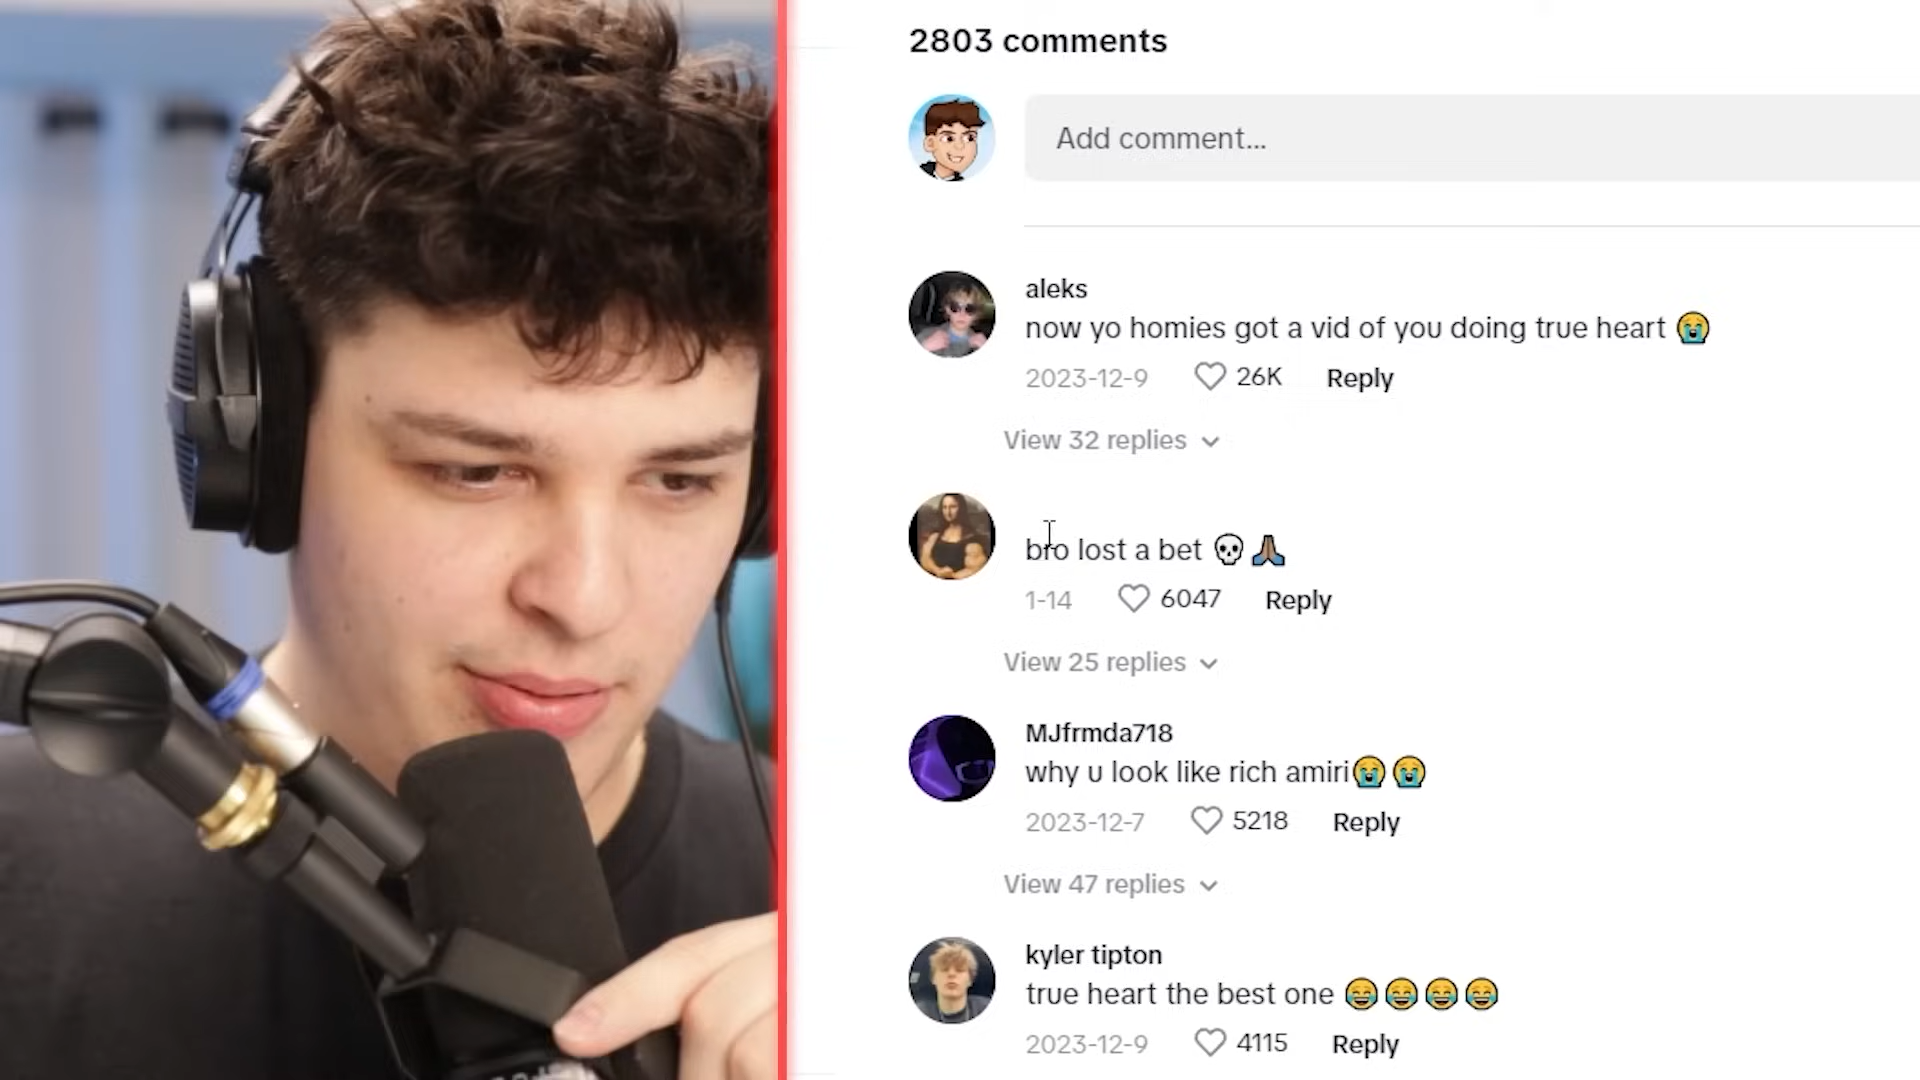 2803 comments
Add comment...
aleks
now yo homies got a vid of you doing true heart 😭
2023-12-9 26K Reply
View 32 replies
bro lost a bet 💀🙏🏽
1-14 6047 Reply
View 25 replies
MJfrmda718
why u look like rich amiri😭😭
2023-12-7 5218 Reply
View 47 replies
kyler tipton
true heart the best one 😂😂😂😂
2023-12-9 4115 Reply